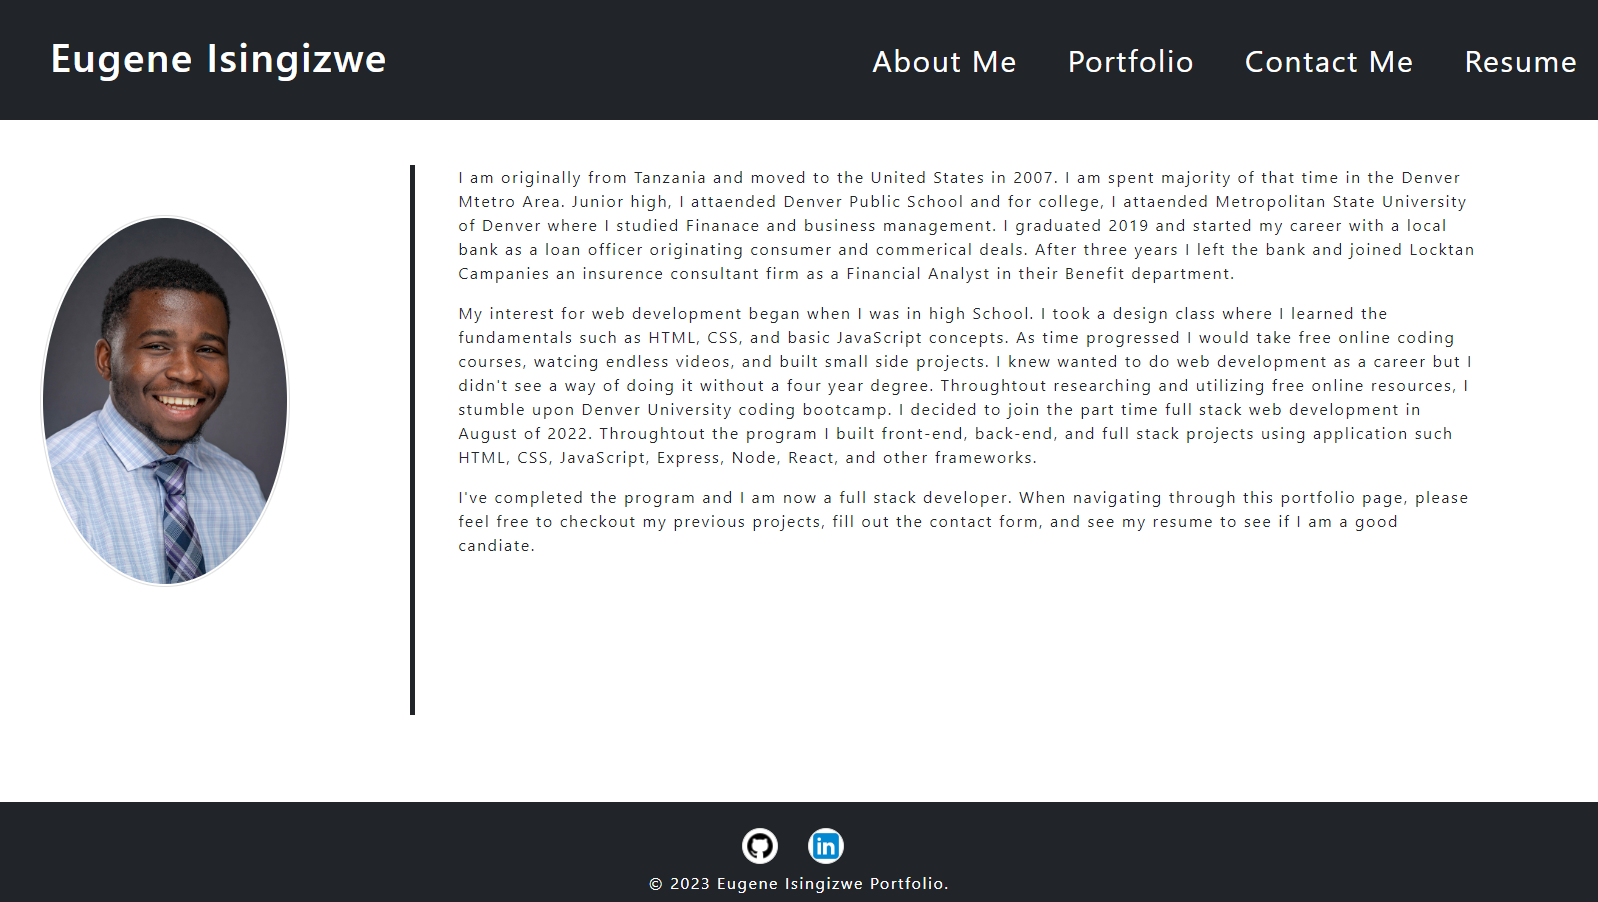 Eugene Isingizwe
About Me Portfolio Contact Me Resume
I am originally from Tanzania and moved to the United States in 2007. I am spent majority of that time in the Denver
Mtetro Area. Junior high, I attaended Denver Public School and for college, I attaended Metropolitan State University
of Denver where I studied Finanace and business management. I graduated 2019 and started my career with a local
bank as a loan officer originating consumer and commerical deals. After three years I left the bank and joined Locktan
Campanies an insurence consultant firm as a Financial Analyst in their Benefit department.
My interest for web development began when I was in high School. I took a design class where I learned the
fundamentals such as HTML, CSS, and basic JavaScript concepts. As time progressed I would take free online coding
courses, watcing endless videos, and built small side projects. I knew wanted to do web development as a career but I
didn't see a way of doing it without a four year degree. Throughtout researching and utilizing free online resources, I
stumble upon Denver University coding bootcamp. I decided to join the part time full stack web development in
August of 2022. Throughtout the program I built front-end, back-end, and full stack projects using application such
HTML, CSS, JavaScript, Express, Node, React, and other frameworks.
I've completed the program and I am now a full stack developer. When navigating through this portfolio page, please
feel free to checkout my previous projects, fill out the contact form, and see my resume to see if I am a good
candiate.
in
© 2023 Eugene Isingizwe Portfolio.